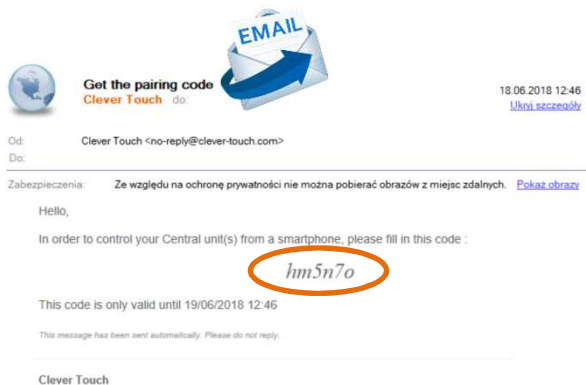 EMAIL
Get the pairing code
Clever Touch do:
18.06.2018 12:46
Ukryj szczegóły
Od: Clever Touch <no-reply@clever-touch.com>
Do:
Zabezpieczenia: Ze względu na ochronę prywatności nie można pobierać obrazów z miejsc zdalnych. Pokaż obrazy
Hello,
In order to control your Central unit(s) from a smartphone, please fill in this code :
hm5n7o
This code is only valid until 19/06/2018 12:46
This message has been sent automatically. Please do not reply.
Clever Touch